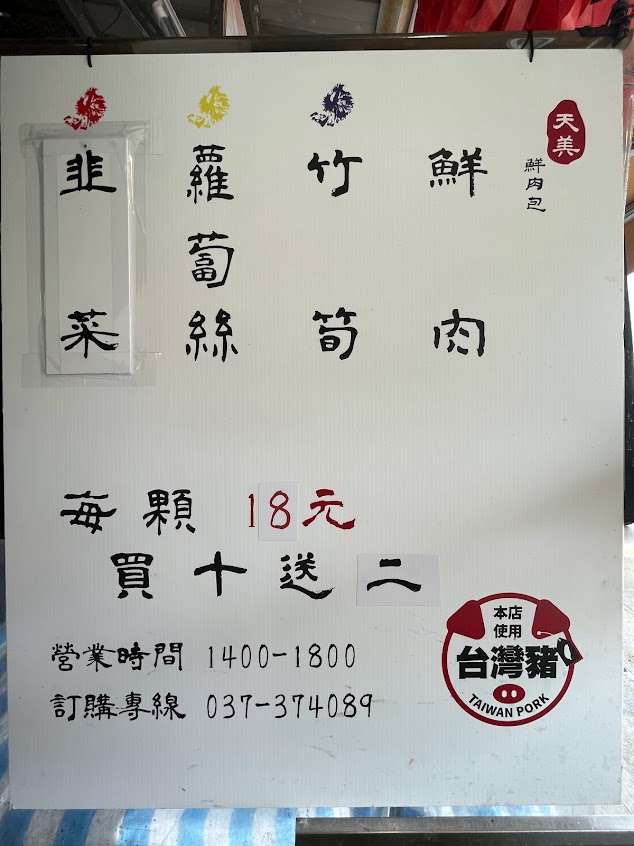 天美
鮮肉包
鮮肉
竹筍
蘿蔔絲
韭菜
每顆 18元
買十送二
營業時間 1400-1800
訂購專線 037-374089
本店
使用
台灣豬
TAIWAN PORK